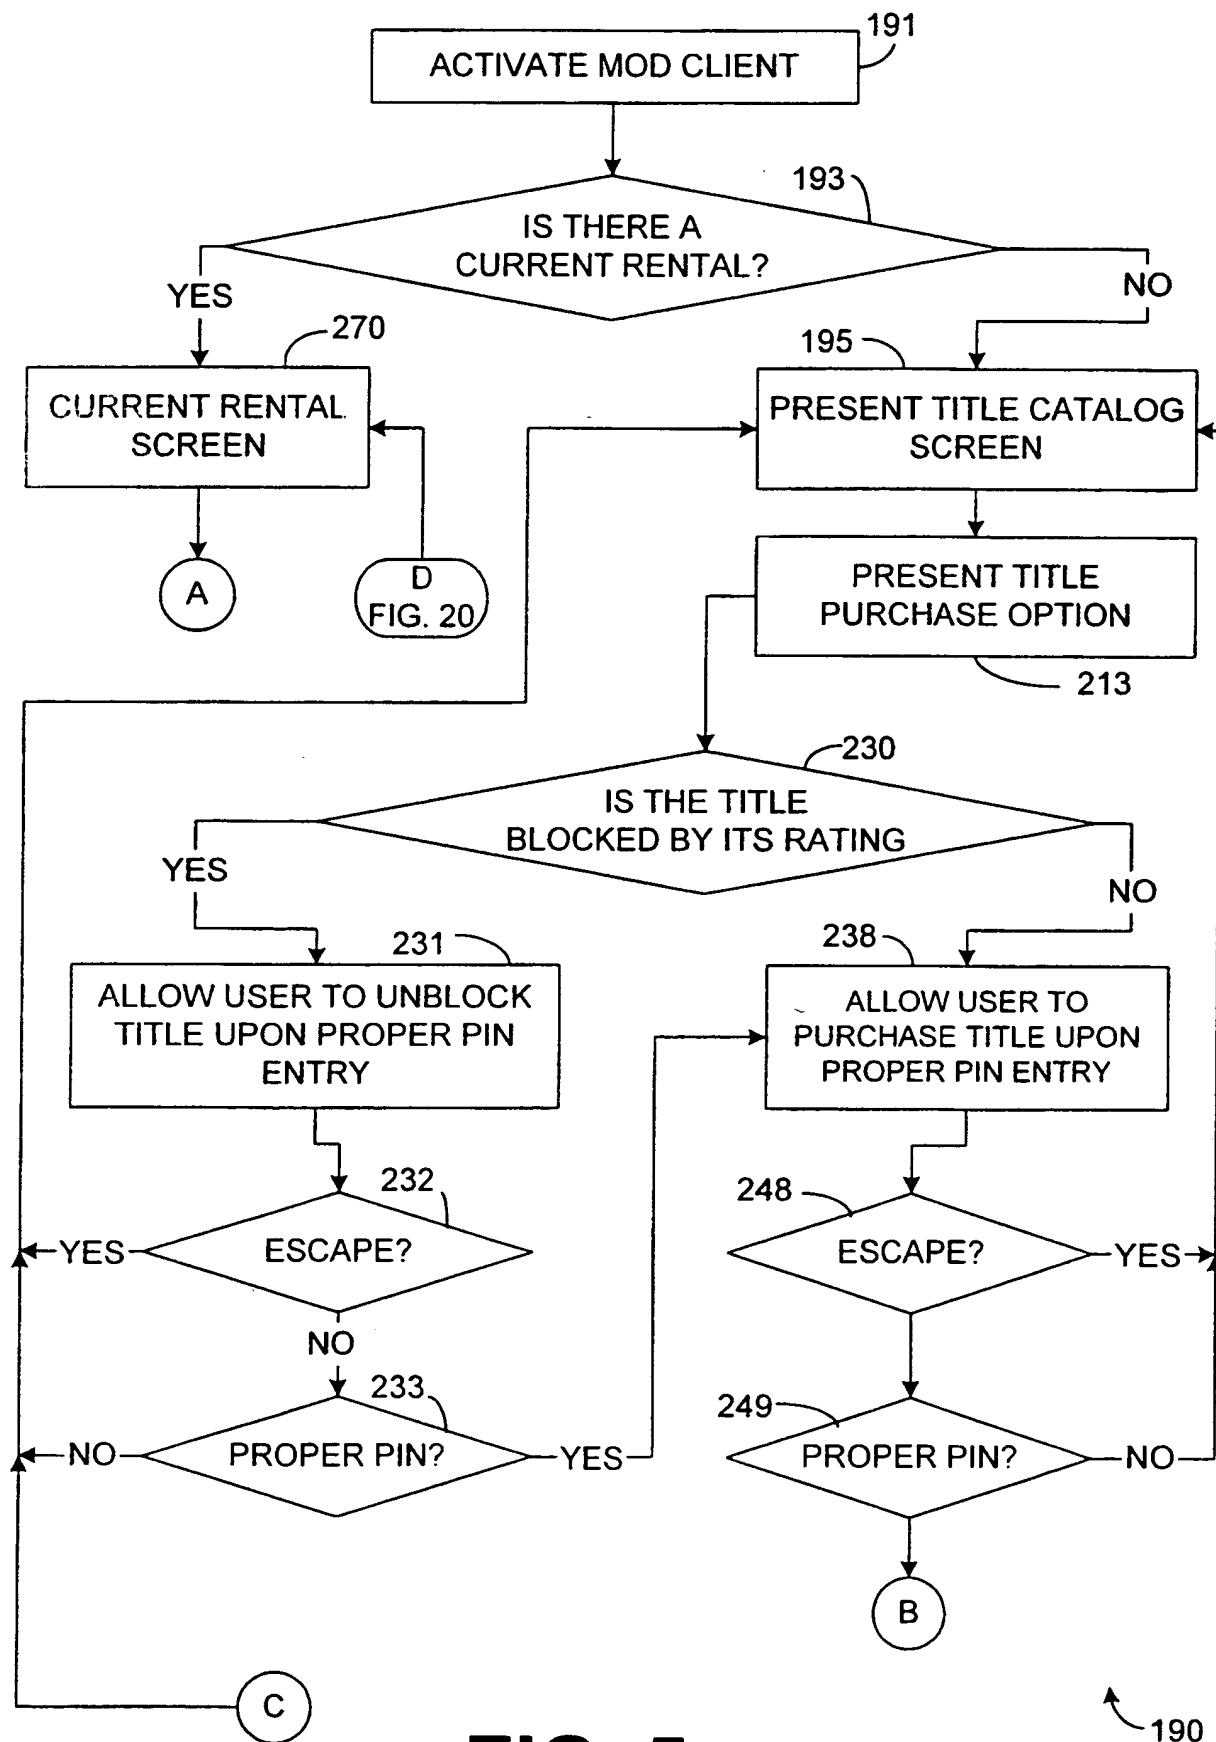 191
ACTIVATE MOD CLIENT
193
IS THERE A
CURRENT RENTAL?
YES
NO
270
195
CURRENT RENTAL
SCREEN
PRESENT TITLE CATALOG
SCREEN
A
D
FIG. 20
PRESENT TITLE
PURCHASE OPTION
213
230
IS THE TITLE
BLOCKED BY ITS RATING
YES
NO
231
238
ALLOW USER TO UNBLOCK
TITLE UPON PROPER PIN
ENTRY
ALLOW USER TO
PURCHASE TITLE UPON
PROPER PIN ENTRY
232
248
YES
ESCAPE?
ESCAPE?
YES
NO
233
249
NO
PROPER PIN?
YES
PROPER PIN?
NO
B
C
190